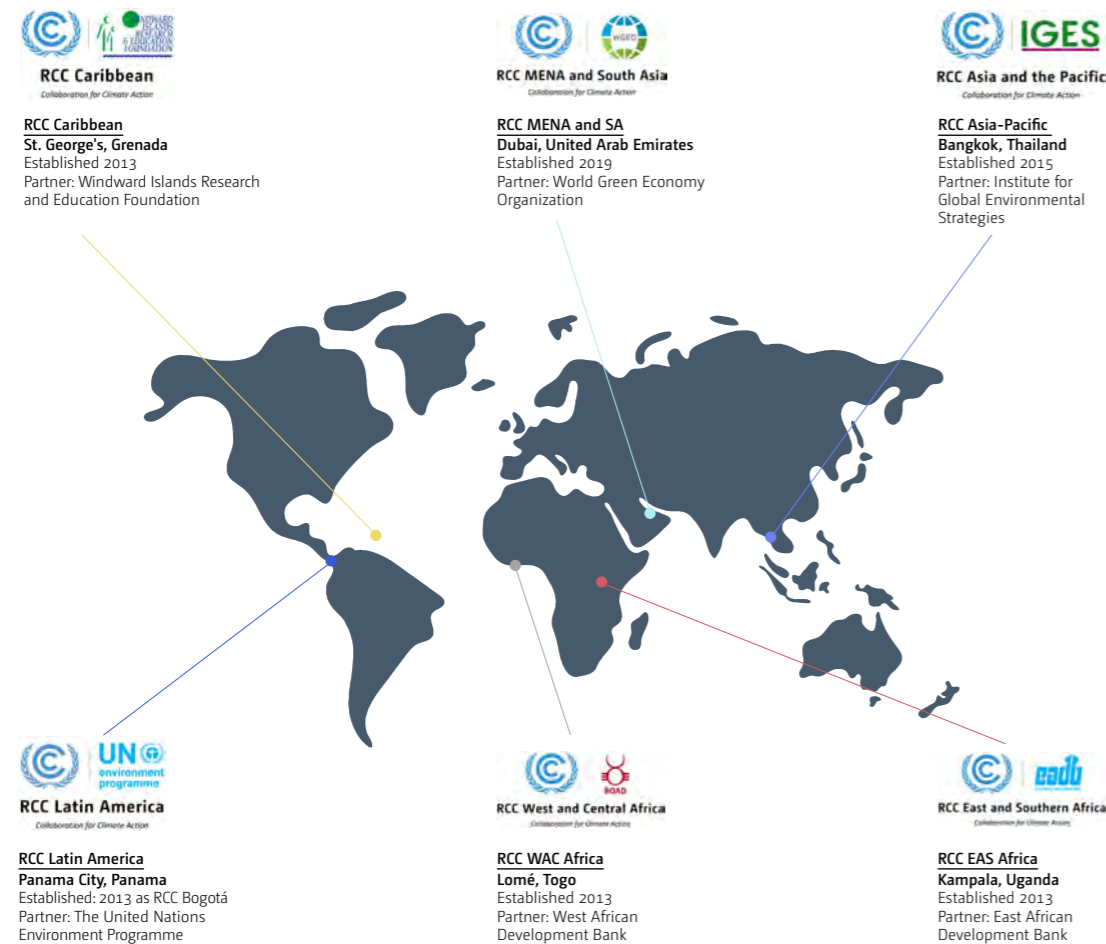 WINDWARD
ISLANDS
RESEARCH
& EDUCATION
FOUNDATION
RCC Caribbean
Collaboration for Climate Action
RCC Caribbean
St. George's, Grenada
Established 2013
Partner: Windward Islands Research
and Education Foundation
WGEO
RCC MENA and South Asia
Collaboration for Climate Action
RCC MENA and SA
Dubai, United Arab Emirates
Established 2019
Partner: World Green Economy
Organization
IGES
RCC Asia and the Pacific
Collaboration for Climate Action
RCC Asia-Pacific
Bangkok, Thailand
Established 2015
Partner: Institute for
Global Environmental
Strategies
UN
environment
programme
RCC Latin America
Collaboration for Climate Action
RCC Latin America
Panama City, Panama
Established: 2013 as RCC Bogotá
Partner: The United Nations
Environment Programme
BOAD
RCC West and Central Africa
Collaboration for Climate Action
RCC WAC Africa
Lomé, Togo
Established 2013
Partner: West African
Development Bank
eadb
RCC East and Southern Africa
Collaboration for Climate Action
RCC EAS Africa
Kampala, Uganda
Established 2013
Partner: East African
Development Bank